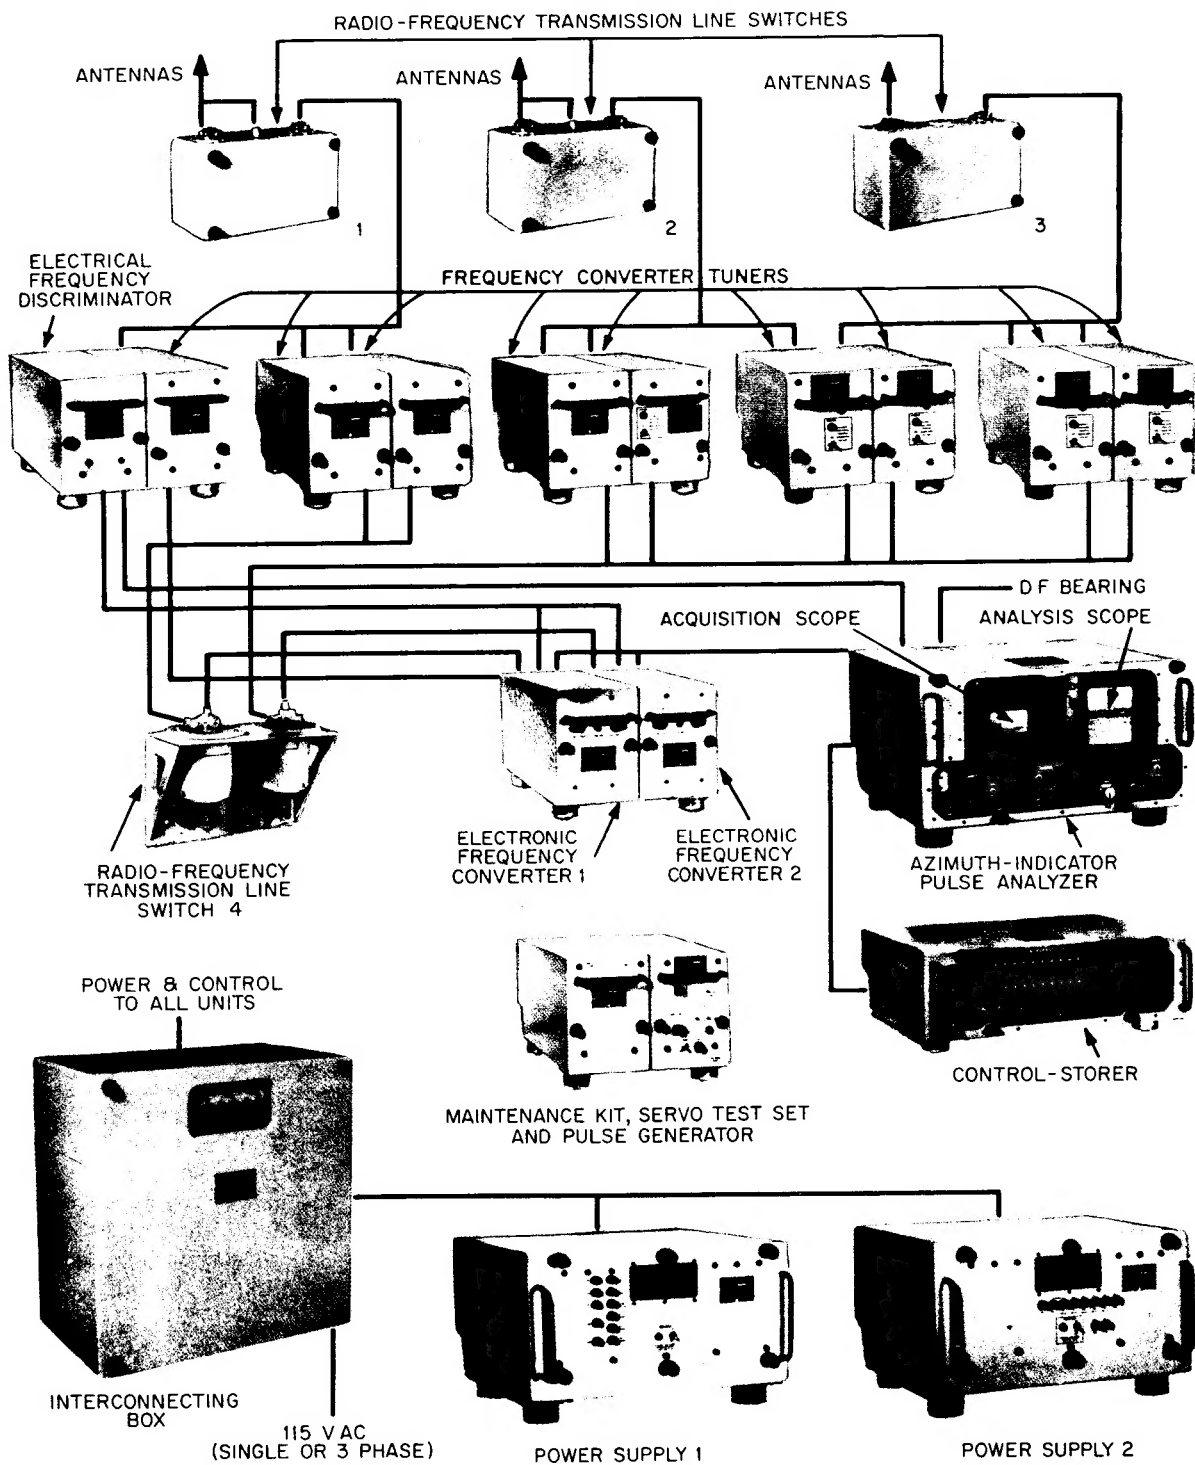 RADIO-FREQUENCY TRANSMISSION LINE SWITCHES
ANTENNAS
ANTENNAS
ANTENNAS
1
2
3
ELECTRICAL
FREQUENCY
DISCRIMINATOR
FREQUENCY CONVERTER TUNERS
DF BEARING
ACQUISITION SCOPE
ANALYSIS SCOPE
RADIO-FREQUENCY
TRANSMISSION LINE
SWITCH 4
ELECTRONIC
FREQUENCY
CONVERTER 1
ELECTRONIC
FREQUENCY
CONVERTER 2
AZIMUTH-INDICATOR
PULSE ANALYZER
POWER & CONTROL
TO ALL UNITS
CONTROL-STORER
MAINTENANCE KIT, SERVO TEST SET
AND PULSE GENERATOR
INTERCONNECTING
BOX
115 V AC
(SINGLE OR 3 PHASE)
POWER SUPPLY 1
POWER SUPPLY 2